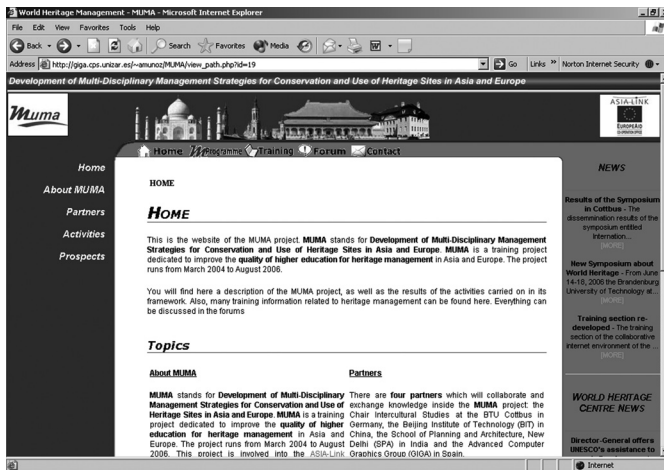 World Heritage Management - MUMA - Microsoft Internet Explorer
File Edit View Favorites Tools Help
Back Search Favorites Media
Address http://giga.cps.unizar.es/~amunoz/MUMA/view_path.php?id=19 Go Links » Norton Internet Security
Development of Multi-Disciplinary Management Strategies for Conservation and Use of Heritage Sites in Asia and Europe
Muma
ASIA-LINK
EUROPEAID
CO-OPERATION OFFICE
Home Programme Training Forum Contact
Home
About MUMA
Partners
Activities
Prospects
HOME
HOME
This is the website of the MUMA project. MUMA stands for Development of Multi-Disciplinary Management
Strategies for Conservation and Use of Heritage Sites in Asia and Europe. MUMA is a training project
dedicated to improve the quality of higher education for heritage management in Asia and Europe. The project
runs from March 2004 to August 2006.
You will find here a description of the MUMA project, as well as the results of the activities carried on in its
framework. Also, many training information related to heritage management can be found here. Everything can
be discussed in the forums
Topics
About MUMA
MUMA stands for Development of Multi-Disciplinary
Management Strategies for Conservation and Use of
Heritage Sites in Asia and Europe. MUMA is a training
project dedicated to improve the quality of higher
education for heritage management in Asia and
Europe. The project runs from March 2004 to August
2006. This project is involved into the ASIA-Link
Partners
There are four partners which will collaborate and
exchange knowledge inside the MUMA project: the
Chair Intercultural Studies at the BTU Cottbus in
Germany, the Beijing Institute of Technology (BIT) in
China, the School of Planning and Architecture, New
Delhi (SPA) in India and the Advanced Computer
Graphics Group (GIGA) in Spain.
NEWS
Results of the Symposium
in Cottbus - The
dissemmination results of the
symposium entitled
Internation...
[MORE]
New Symposium about
World Heritage - From June
14-18, 2006 the Brandenburg
University of Technology at...
[MORE]
Training section re-
developed - The training
section of the collaborative
internet environment of the ...
[MORE]
WORLD HERITAGE
CENTRE NEWS
Director-General offers
UNESCO's assistance to
Internet